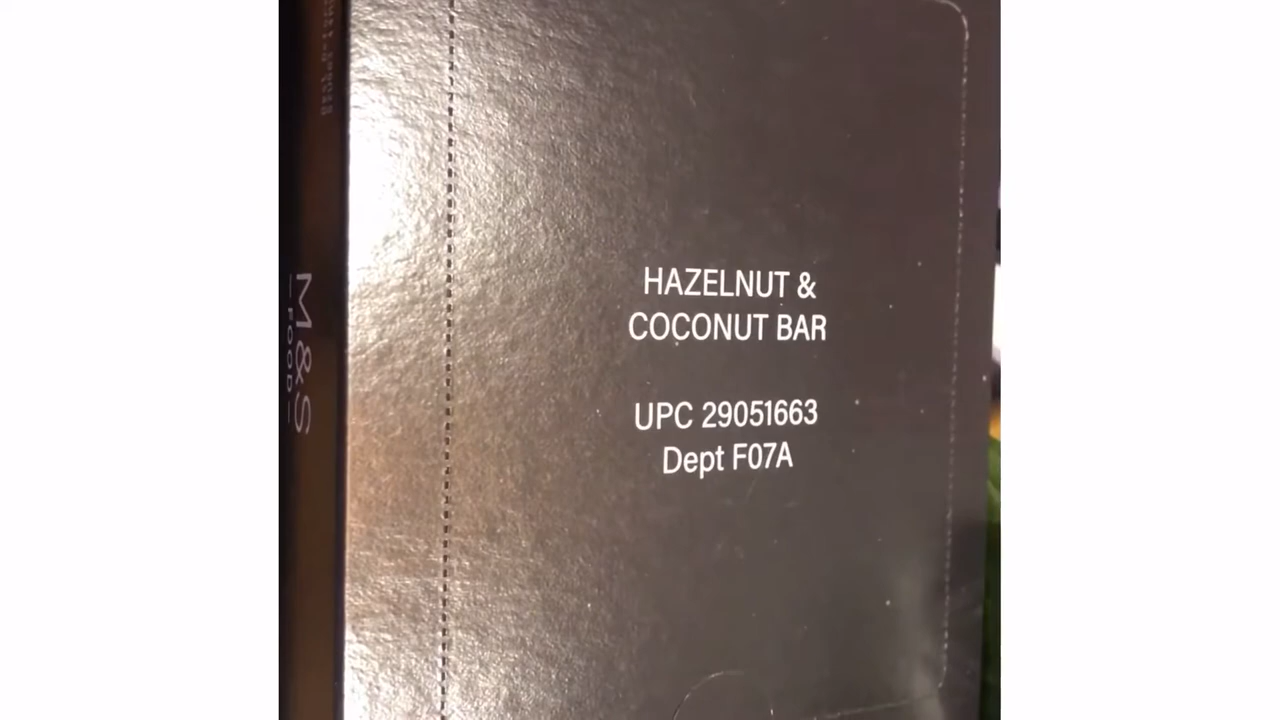 HAZELNUT &
COCONUT BAR
UPC 29051663
Dept F07A
M&S
— FOOD —